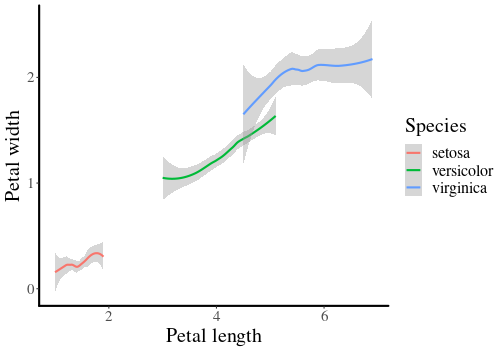 Petal width
2
1
0
2
4
6
Petal length
Species
setosa
versicolor
virginica